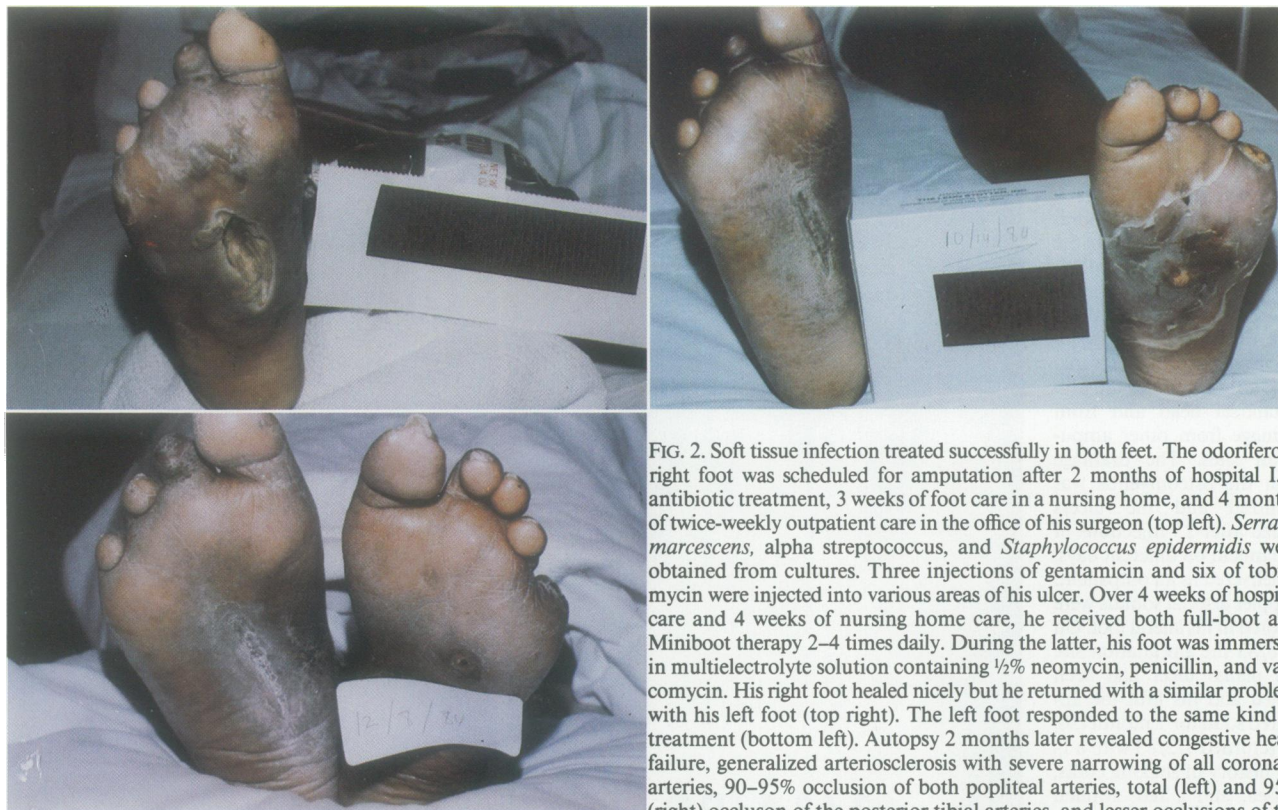 10/14/84
12/8/84
FIG. 2. Soft tissue infection treated successfully in both feet. The odorifero
right foot was scheduled for amputation after 2 months of hospital I.
antibiotic treatment, 3 weeks of foot care in a nursing home, and 4 mont
of twice-weekly outpatient care in the office of his surgeon (top left). Serra
marcescens, alpha streptococcus, and Staphylococcus epidermidis we
obtained from cultures. Three injections of gentamicin and six of tob
mycin were injected into various areas of his ulcer. Over 4 weeks of hospi
care and 4 weeks of nursing home care, he received both full-boot a
Miniboot therapy 2–4 times daily. During the latter, his foot was immers
in multielectrolyte solution containing ½% neomycin, penicillin, and va
comycin. His right foot healed nicely but he returned with a similar proble
with his left foot (top right). The left foot responded to the same kind
treatment (bottom left). Autopsy 2 months later revealed congestive hea
failure, generalized arteriosclerosis with severe narrowing of all corona
arteries, 90–95% occlusion of both popliteal arteries, total (left) and 95
(right) occluson of the posterior tibial arteries, and lesser occlusions of